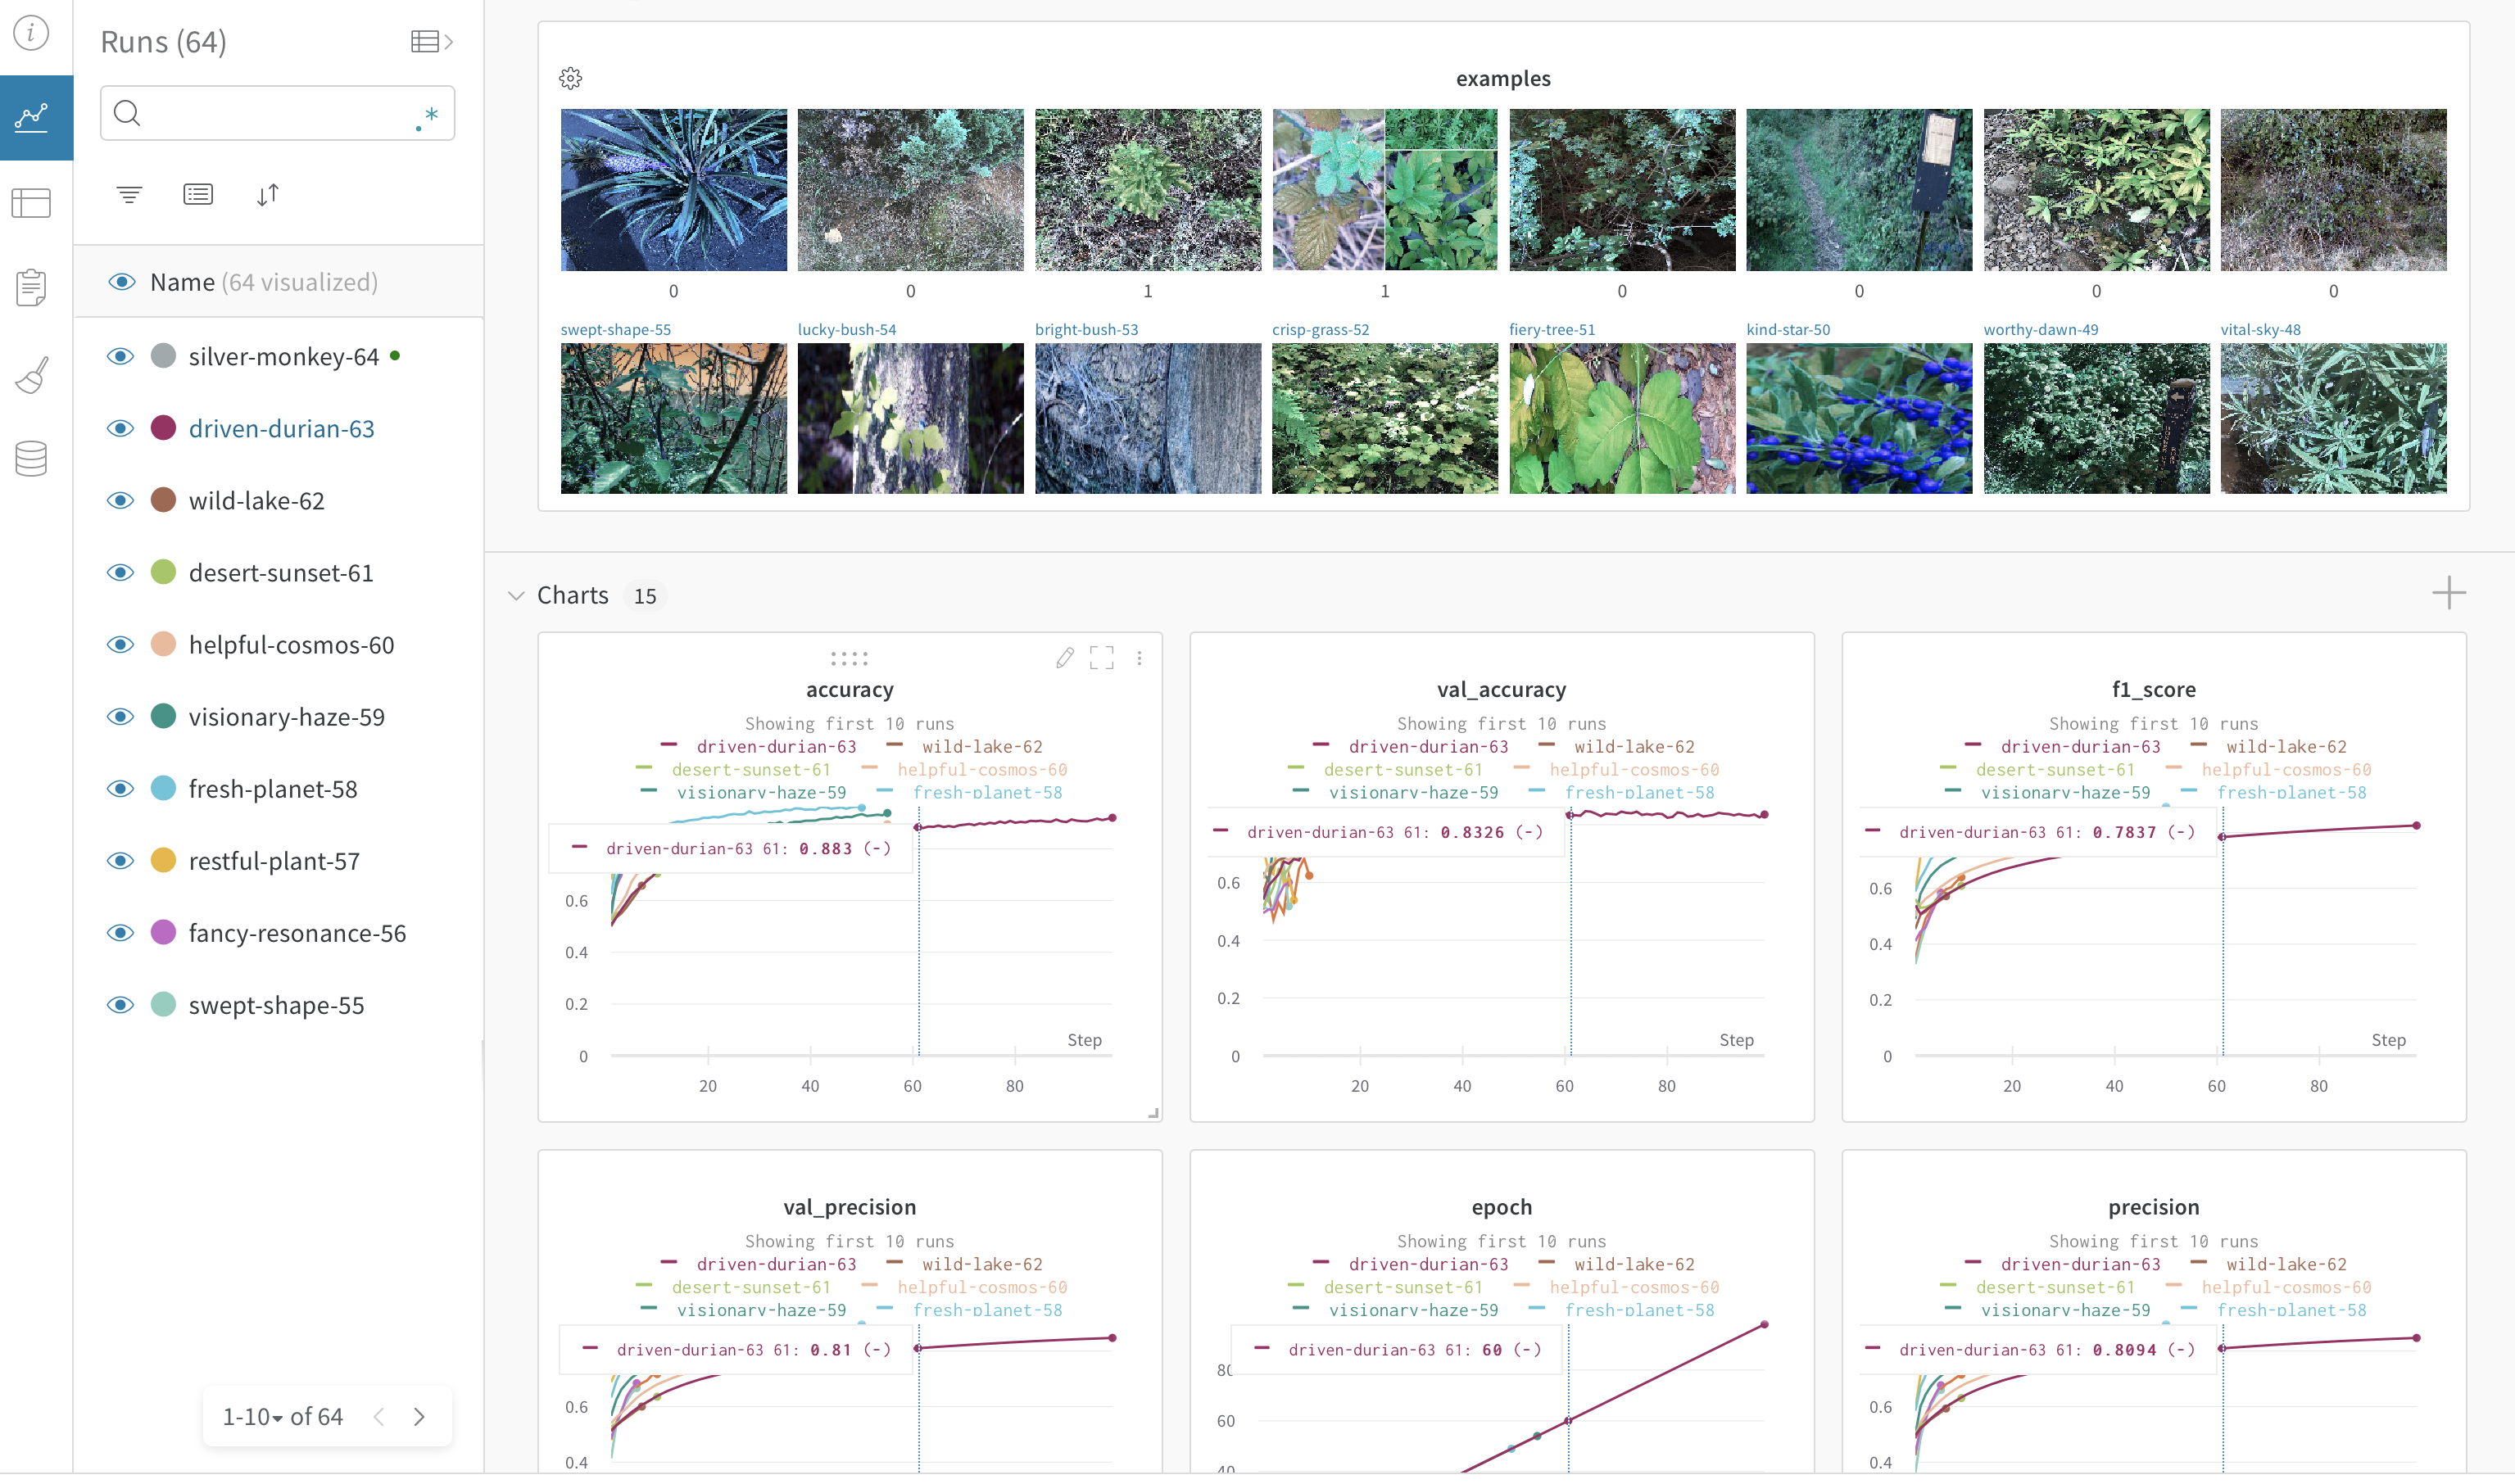 Runs (64)
.*
Name (64 visualized)
silver-monkey-64
driven-durian-63
wild-lake-62
desert-sunset-61
helpful-cosmos-60
visionary-haze-59
fresh-planet-58
restful-plant-57
fancy-resonance-56
swept-shape-55
1-10 of 64
examples
0 0 1 1 0 0 0 0
swept-shape-55 lucky-bush-54 bright-bush-53 crisp-grass-52 fiery-tree-51 kind-star-50 worthy-dawn-49 vital-sky-48
Charts 15
accuracy
Showing first 10 runs
driven-durian-63 wild-lake-62
desert-sunset-61 helpful-cosmos-60
visionary-haze-59 fresh-planet-58
driven-durian-63 61: 0.883 (-)
0.6
0.4
0.2
Step
0
20 40 60 80
val_accuracy
Showing first 10 runs
driven-durian-63 wild-lake-62
desert-sunset-61 helpful-cosmos-60
visionary-haze-59 fresh-planet-58
driven-durian-63 61: 0.8326 (-)
0.6
0.4
0.2
Step
0
20 40 60 80
f1_score
Showing first 10 runs
driven-durian-63 wild-lake-62
desert-sunset-61 helpful-cosmos-60
visionary-haze-59 fresh-planet-58
driven-durian-63 61: 0.7837 (-)
0.6
0.4
0.2
Step
0
20 40 60 80
val_precision
Showing first 10 runs
driven-durian-63 wild-lake-62
desert-sunset-61 helpful-cosmos-60
visionary-haze-59 fresh-planet-58
driven-durian-63 61: 0.81 (-)
0.6
0.4
epoch
Showing first 10 runs
driven-durian-63 wild-lake-62
desert-sunset-61 helpful-cosmos-60
visionary-haze-59 fresh-planet-58
driven-durian-63 61: 60 (-)
80
60
40
precision
Showing first 10 runs
driven-durian-63 wild-lake-62
desert-sunset-61 helpful-cosmos-60
visionary-haze-59 fresh-planet-58
driven-durian-63 61: 0.8094 (-)
0.6
0.4